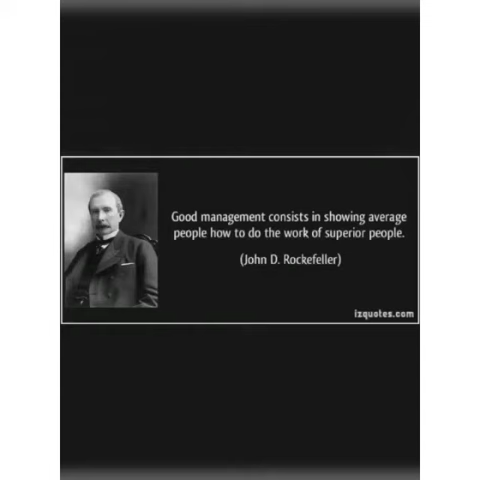 Good management consists in showing average
people how to do the work of superior people.
(John D. Rockefeller)
izquotes.com